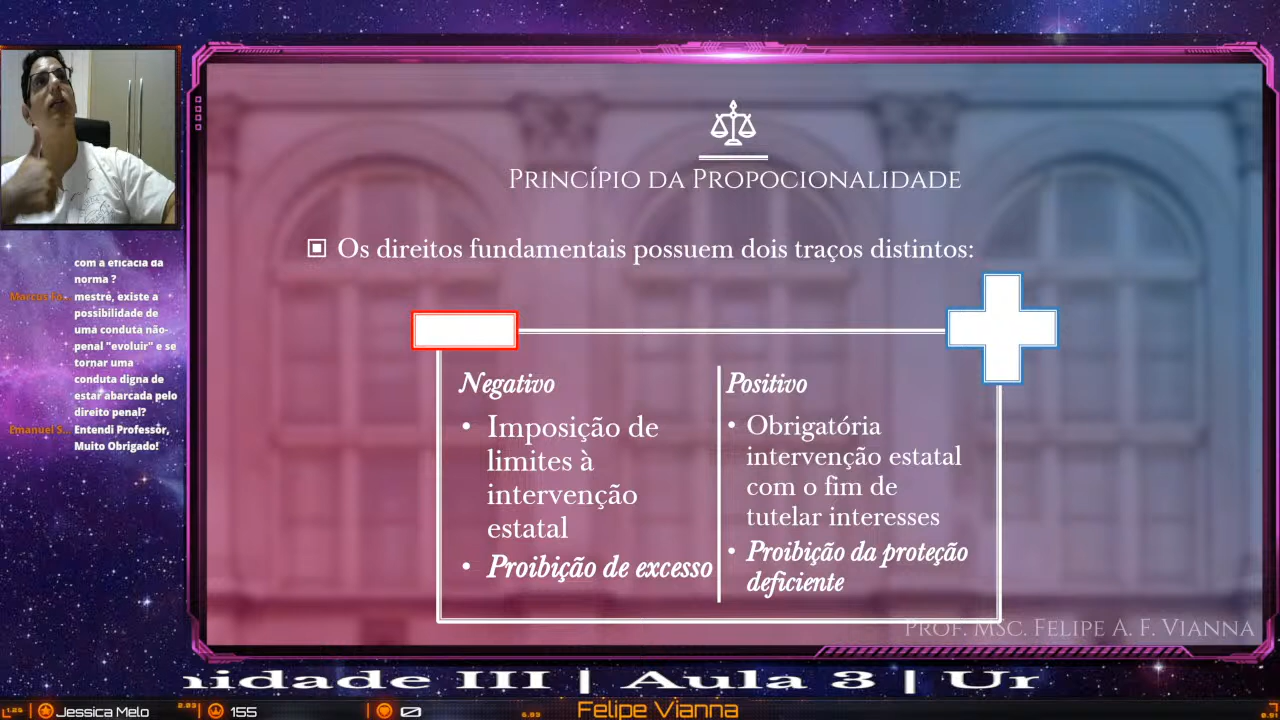 Princípio da Propocionalidade
Os direitos fundamentais possuem dois traços distintos:
Negativo
• Imposição de
limites à
intervenção
estatal
• Proibição de excesso
Positivo
• Obrigatória
intervenção estatal
com o fim de
tutelar interesses
• Proibição da proteção
deficiente
Prof. Msc. Felipe A. F. Vianna
com a eficácia da
norma ?
mestre, existe a
possibilidade de
uma conduta não-
penal "evoluir" e se
tornar uma
conduta digna de
estar abarcada pelo
direito penal?
Emanuel S... Entendi Professor,
Muito Obrigado!
nidade III | Aula 3 | Ur
Jessica Melo
155
0
Felipe Vianna